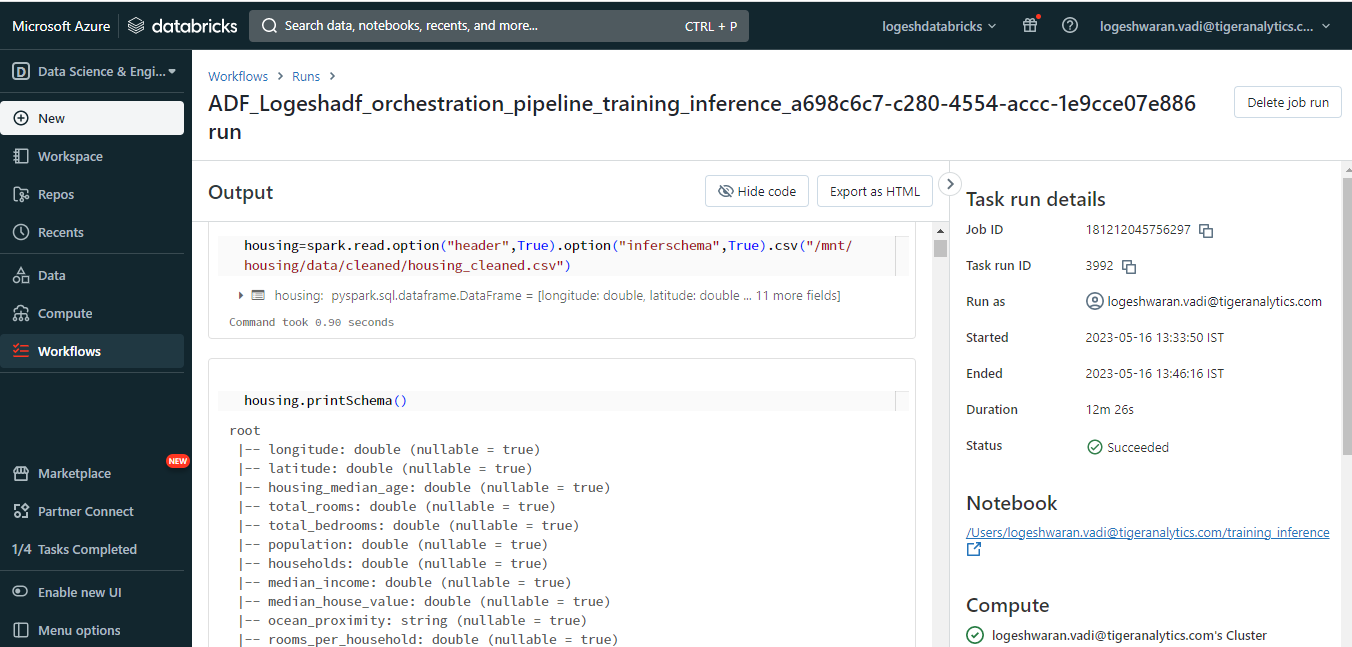 Microsoft Azure
databricks
Search data, notebooks, recents, and more...
CTRL + P
logeshdatabricks
logeshwaran.vadi@tigeranalytics.c...
D
Data Science & Engi...
New
Workspace
Repos
Recents
Data
Compute
Workflows
Marketplace
NEW
Partner Connect
1/4 Tasks Completed
Enable new UI
Menu options
Workflows > Runs >
ADF_Logeshadf_orchestration_pipeline_training_inference_a698c6c7-c280-4554-accc-1e9cce07e886
run
Delete job run
Output
Hide code
Export as HTML
housing=spark.read.option("header",True).option("inferschema",True).csv("/mnt/
housing/data/cleaned/housing_cleaned.csv")
housing: pyspark.sql.dataframe.DataFrame = [longitude: double, latitude: double ... 11 more fields]
Command took 0.90 seconds
housing.printSchema()
root
|-- longitude: double (nullable = true)
|-- latitude: double (nullable = true)
|-- housing_median_age: double (nullable = true)
|-- total_rooms: double (nullable = true)
|-- total_bedrooms: double (nullable = true)
|-- population: double (nullable = true)
|-- households: double (nullable = true)
|-- median_income: double (nullable = true)
|-- median_house_value: double (nullable = true)
|-- ocean_proximity: string (nullable = true)
|-- rooms_per_household: double (nullable = true)
Task run details
Job ID 181212045756297
Task run ID 3992
Run as logeshwaran.vadi@tigeranalytics.com
Started 2023-05-16 13:33:50 IST
Ended 2023-05-16 13:46:16 IST
Duration 12m 26s
Status Succeeded
Notebook
/Users/logeshwaran.vadi@tigeranalytics.com/training_inference
Compute
logeshwaran.vadi@tigeranalytics.com's Cluster